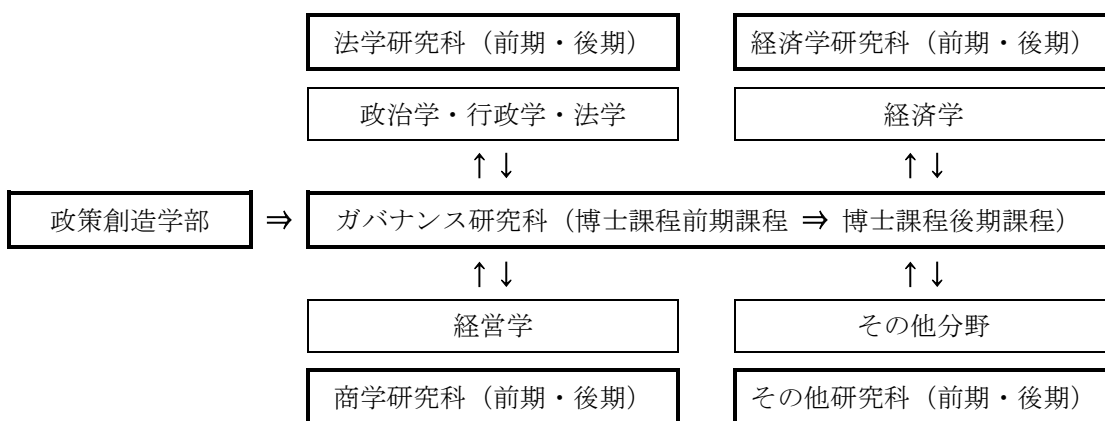 法学研究科（前期・後期） 経済学研究科（前期・後期）
政治学・行政学・法学 経済学
↑↓ ↑↓
政策創造学部 ⇒ ガバナンス研究科（博士課程前期課程 ⇒ 博士課程後期課程）
↑↓ ↑↓
経営学 その他分野
商学研究科（前期・後期） その他研究科（前期・後期）